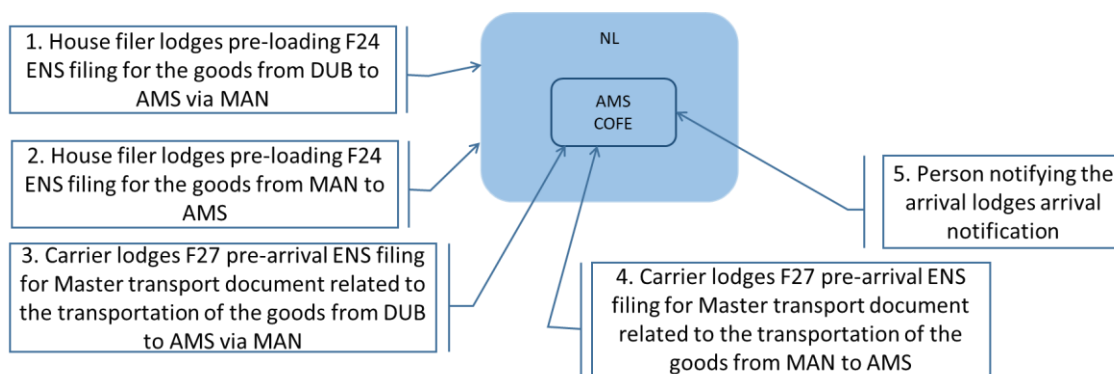 1. House filer lodges pre-loading F24
ENS filing for the goods from DUB to
AMS via MAN
2. House filer lodges pre-loading F24
ENS filing for the goods from MAN to
AMS
3. Carrier lodges F27 pre-arrival ENS filing
for Master transport document related to
the transportation of the goods from DUB
to AMS via MAN
NL
AMS
COFE
4. Carrier lodges F27 pre-arrival ENS
filing for Master transport document
related to the transportation of the
goods from MAN to AMS
5. Person notifying the
arrival lodges arrival
notification